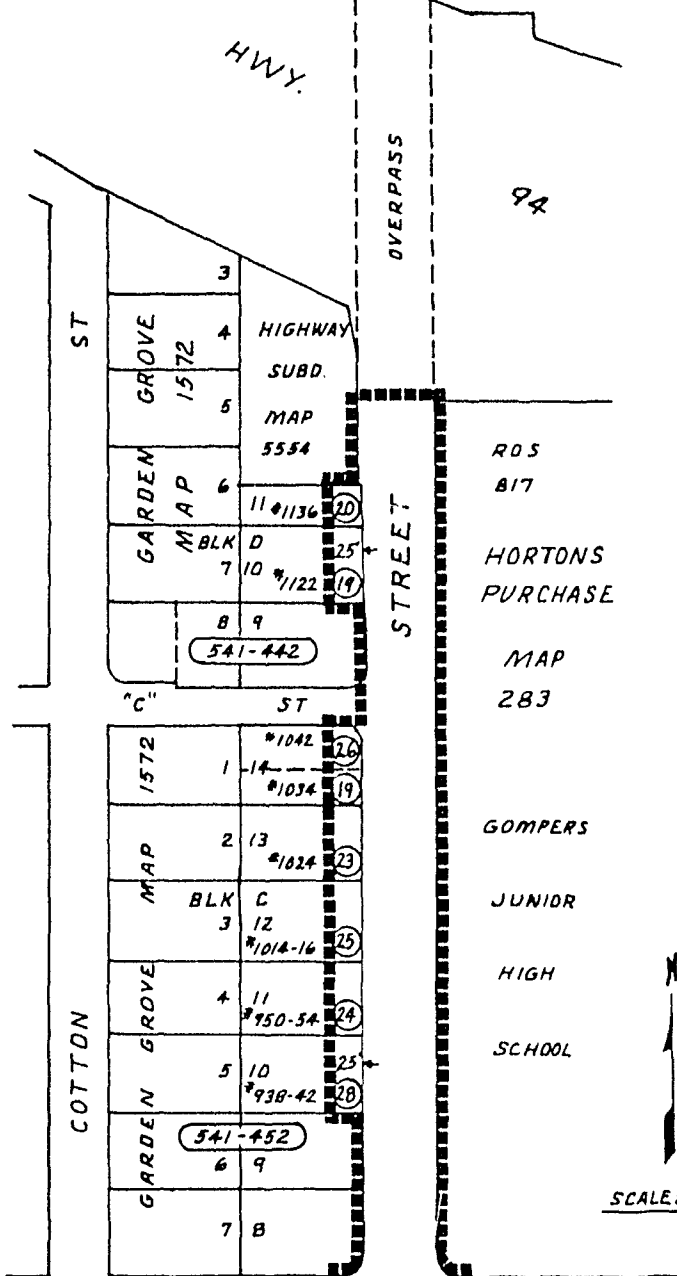 HWY.
OVERPASS
94
ST
GARDEN GROVE
MAP 1572
3
4
5
6
HIGHWAY
SUBD.
MAP
5554
11 #1136 20
BLK D
25'
7 10 #1122 19
8 9
541-442
STREET
ROS
817
HORTONS
PURCHASE
MAP
283
"C" ST
COTTON
GARDEN GROVE MAP 1572
#1042 26
1 14
#1034 19
2 13
#1024 23
BLK C
3 12
#1014-16 25
4 11
#950-54 24
25'
5 10
#938-42 28
541-452
6 9
7 8
GOMPERS
JUNIOR
HIGH
SCHOOL
N
SCALE